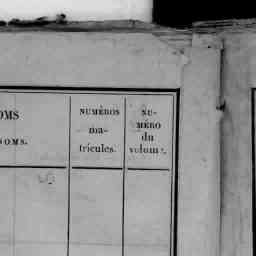 OMS
OMS.
NUMÉROS
ma-
tricules.
NU-
MÉRO
du
volume.